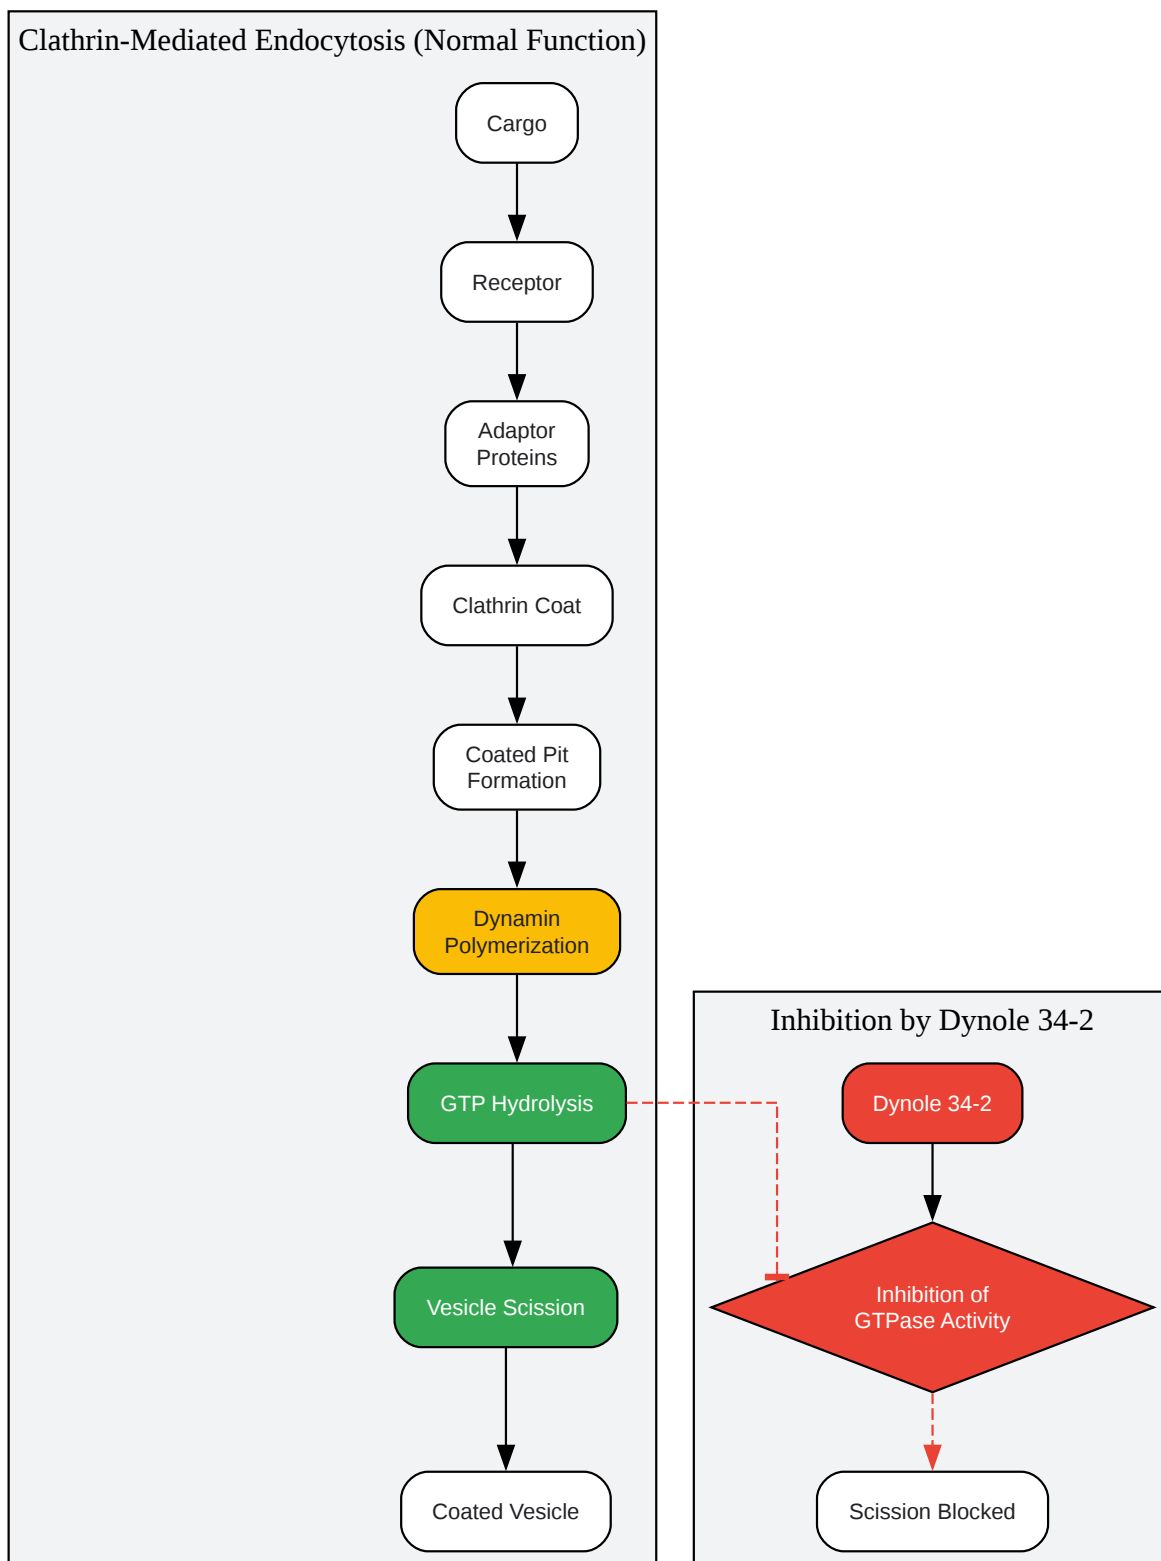 Clathrin-Mediated Endocytosis (Normal Function)
Cargo
Receptor
Adaptor
Proteins
Clathrin Coat
Coated Pit
Formation
Dynamin
Polymerization
GTP Hydrolysis
Vesicle Scission
Coated Vesicle
Inhibition by Dynole 34-2
Dynole 34-2
Inhibition of
GTPase Activity
Scission Blocked